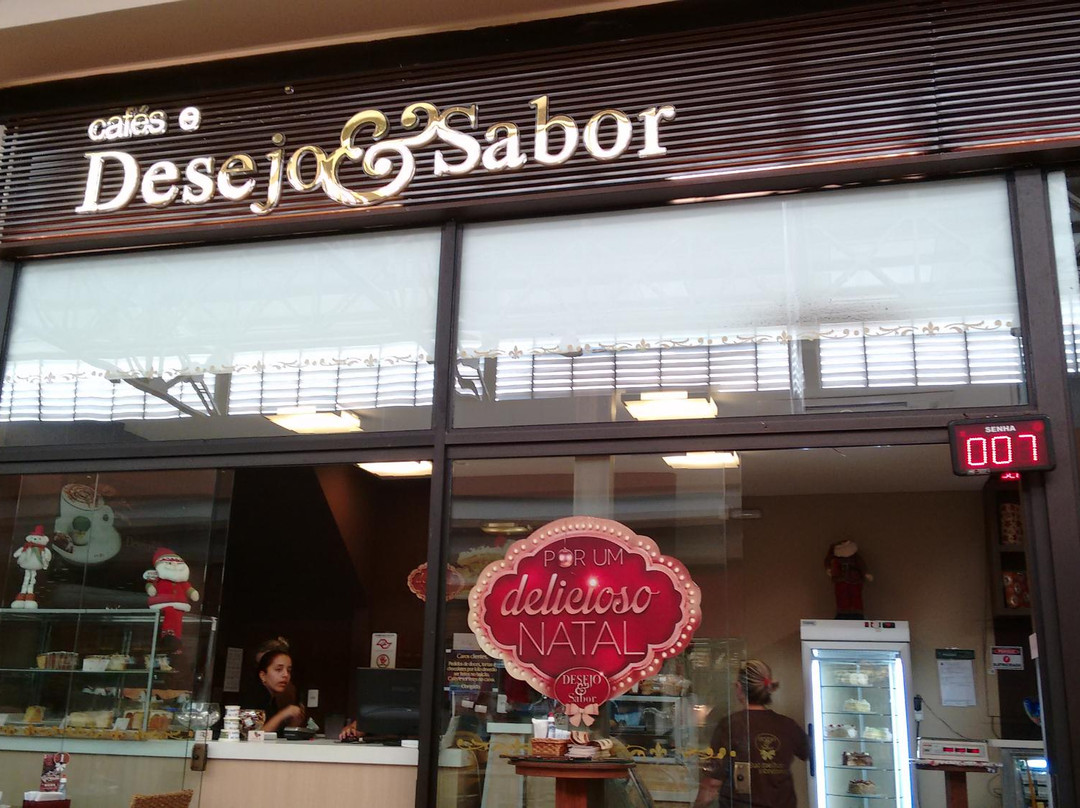 cafés e
Desejo & Sabor
SENHA
007
POR UM
delicioso
NATAL
DESEJO
&
Sabor